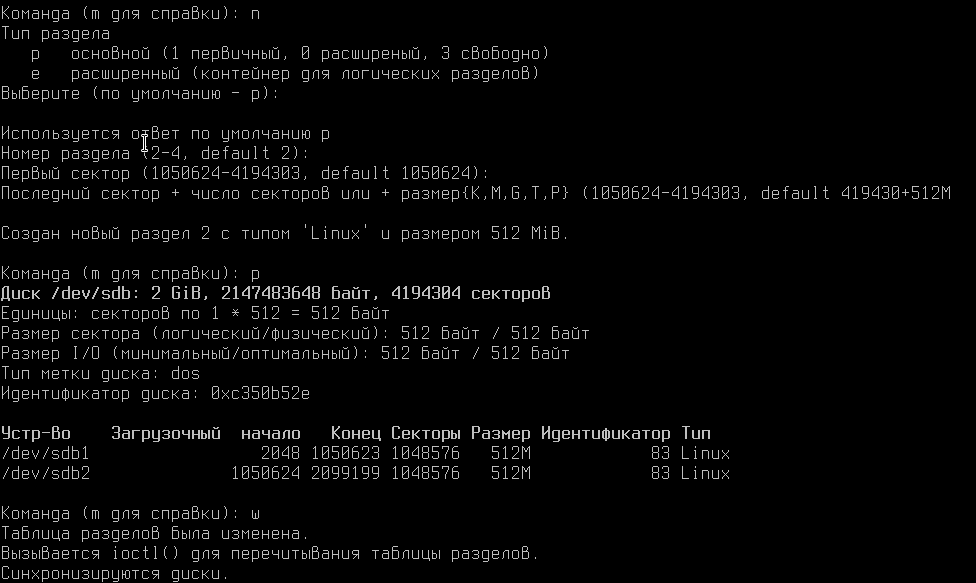 Команда (m для справки): n
Тип раздела
   p   основной (1 первичный, 0 расширеный, 3 свободно)
   e   расширенный (контейнер для логических разделов)
Выберите (по умолчанию - p):
Используется ответ по умолчанию p
Номер раздела (2-4, default 2):
Первый сектор (1050624-4194303, default 1050624):
Последний сектор + число секторов или + размер{K,M,G,T,P} (1050624-4194303, default 419430+512M
Создан новый раздел 2 с типом 'Linux' и размером 512 MiB.
Команда (m для справки): p
Диск /dev/sdb: 2 GiB, 2147483648 байт, 4194304 секторов
Единицы: секторов по 1 * 512 = 512 байт
Размер сектора (логический/физический): 512 байт / 512 байт
Размер I/O (минимальный/оптимальный): 512 байт / 512 байт
Тип метки диска: dos
Идентификатор диска: 0xc350b52e
Устр-во    Загрузочный  начало   Конец Секторы Размер Идентификатор Тип
/dev/sdb1                 2048 1050623 1048576   512M            83 Linux
/dev/sdb2              1050624 2099199 1048576   512M            83 Linux
Команда (m для справки): w
Таблица разделов была изменена.
Вызывается ioctl() для перечитывания таблицы разделов.
Синхронизируются диски.